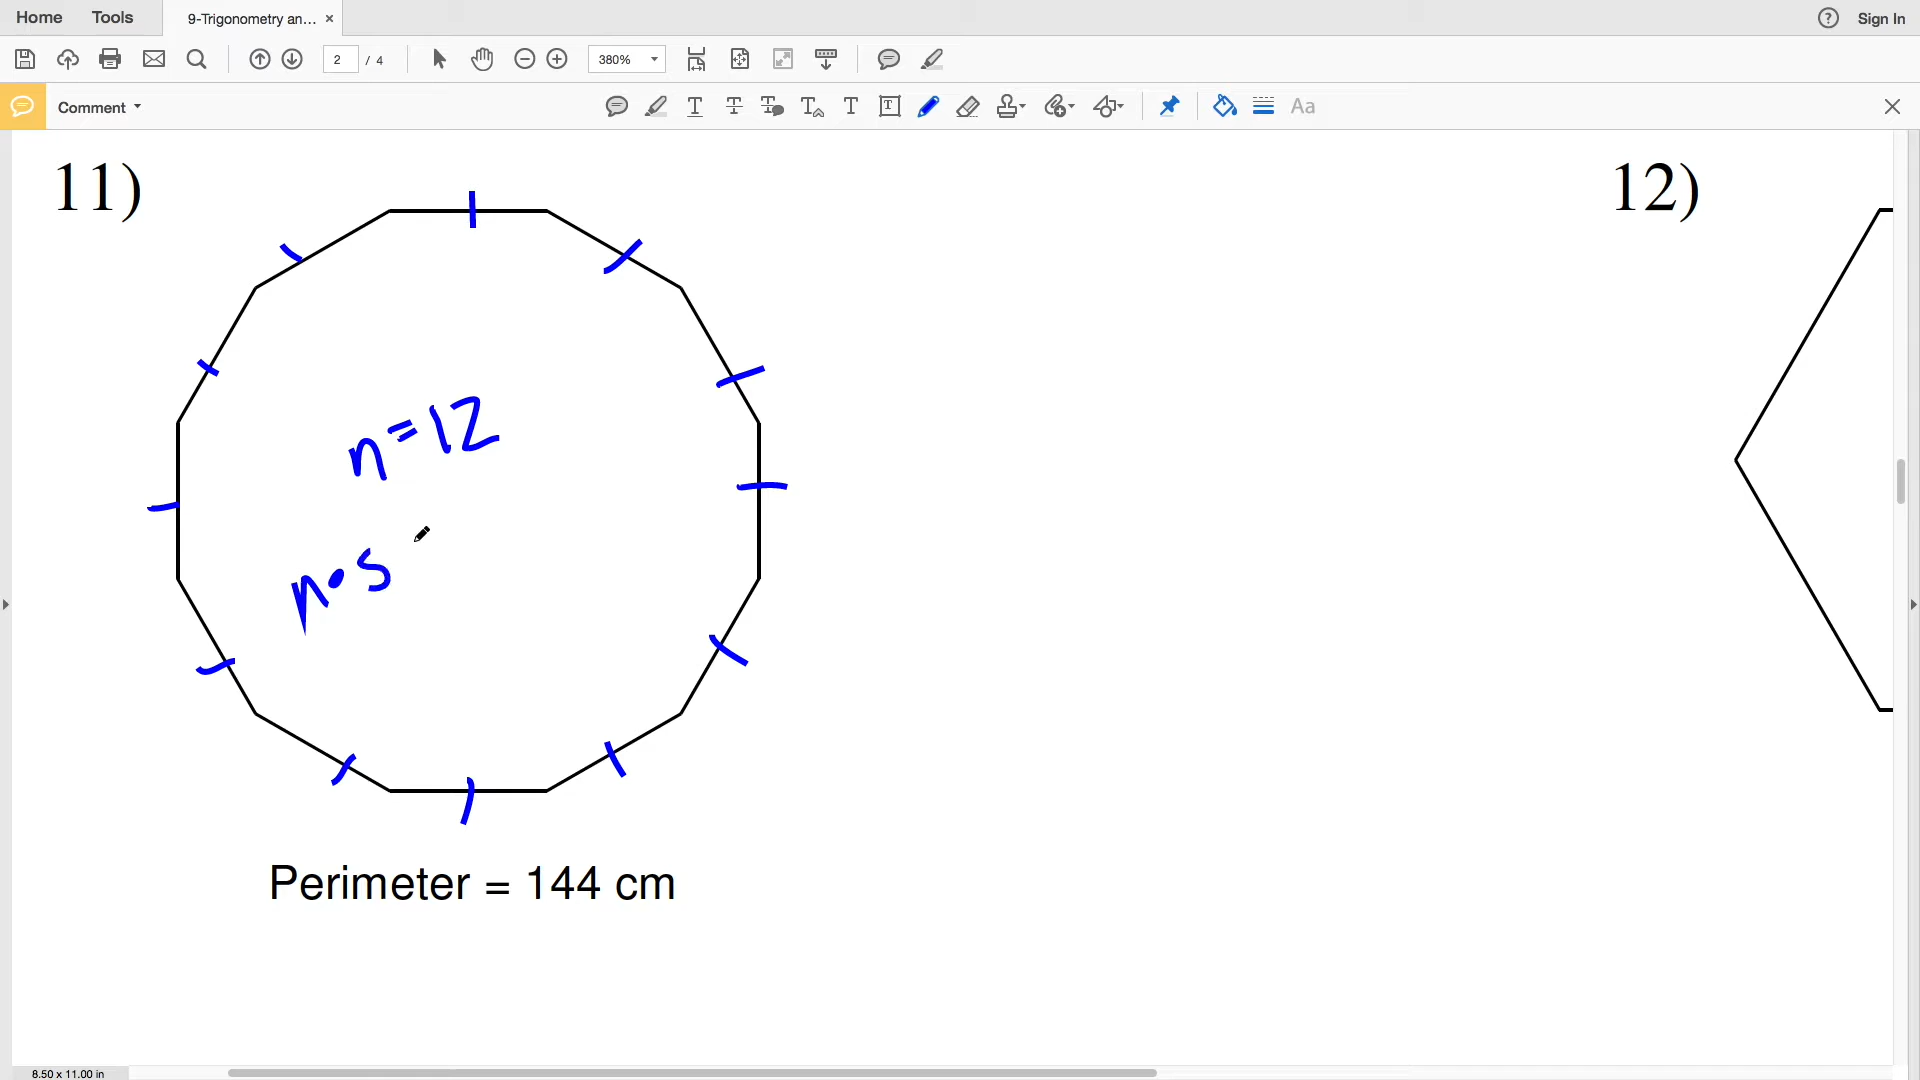 Home Tools 9-Trigonometry an... × ? Sign In
2 / 4 380%
Comment T T T T T T Aa
11) 12)
n=12
n•s
Perimeter = 144 cm
8.50 x 11.00 in